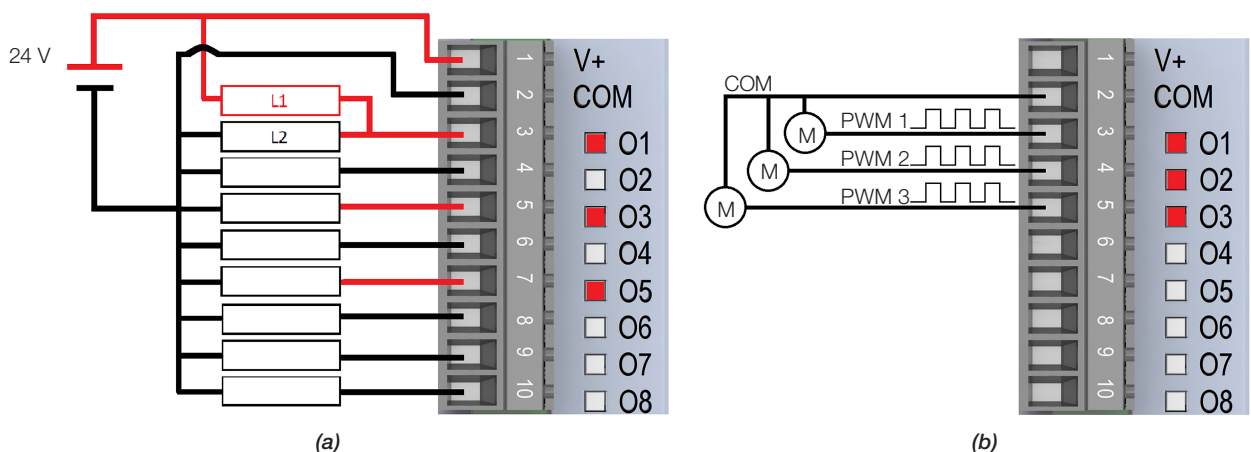 24 V
L1
L2
1
2
3
4
5
6
7
8
9
10
V+
COM
O1
O2
O3
O4
O5
O6
O7
O8
(a)
COM
PWM 1
PWM 2
PWM 3
M
M
M
1
2
3
4
5
6
7
8
9
10
V+
COM
O1
O2
O3
O4
O5
O6
O7
O8
(b)